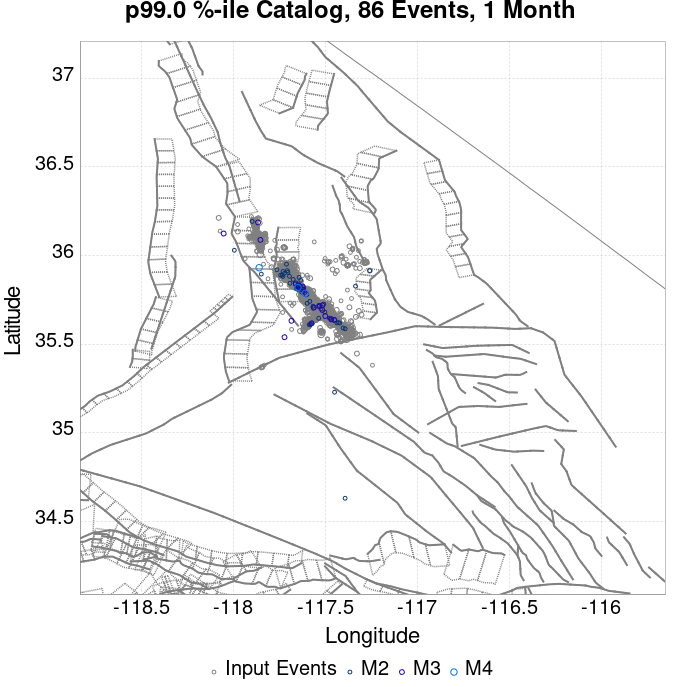 p99.0 %-ile Catalog, 86 Events, 1 Month
37
36.5
36
35.5
35
34.5
Latitude
-118.5 -118 -117.5 -117 -116.5 -116
Longitude
Input Events M2 M3 M4